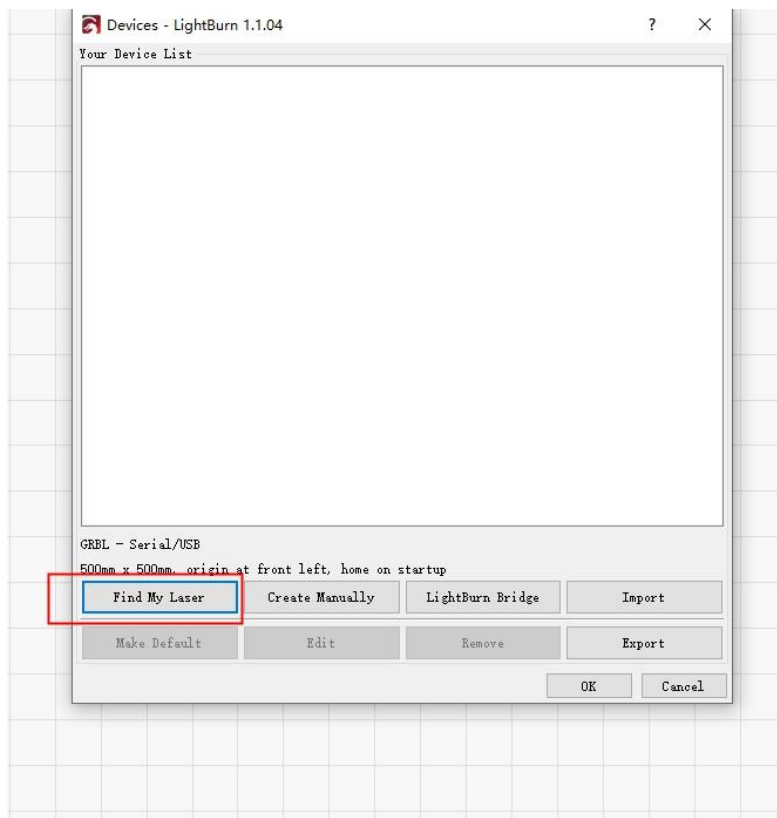 Devices - LightBurn 1.1.04 ? ×
Your Device List
GRBL - Serial/USB
500mm x 500mm, origin at front left, home on startup
Find My Laser Create Manually LightBurn Bridge Import
Make Default Edit Remove Export
OK Cancel